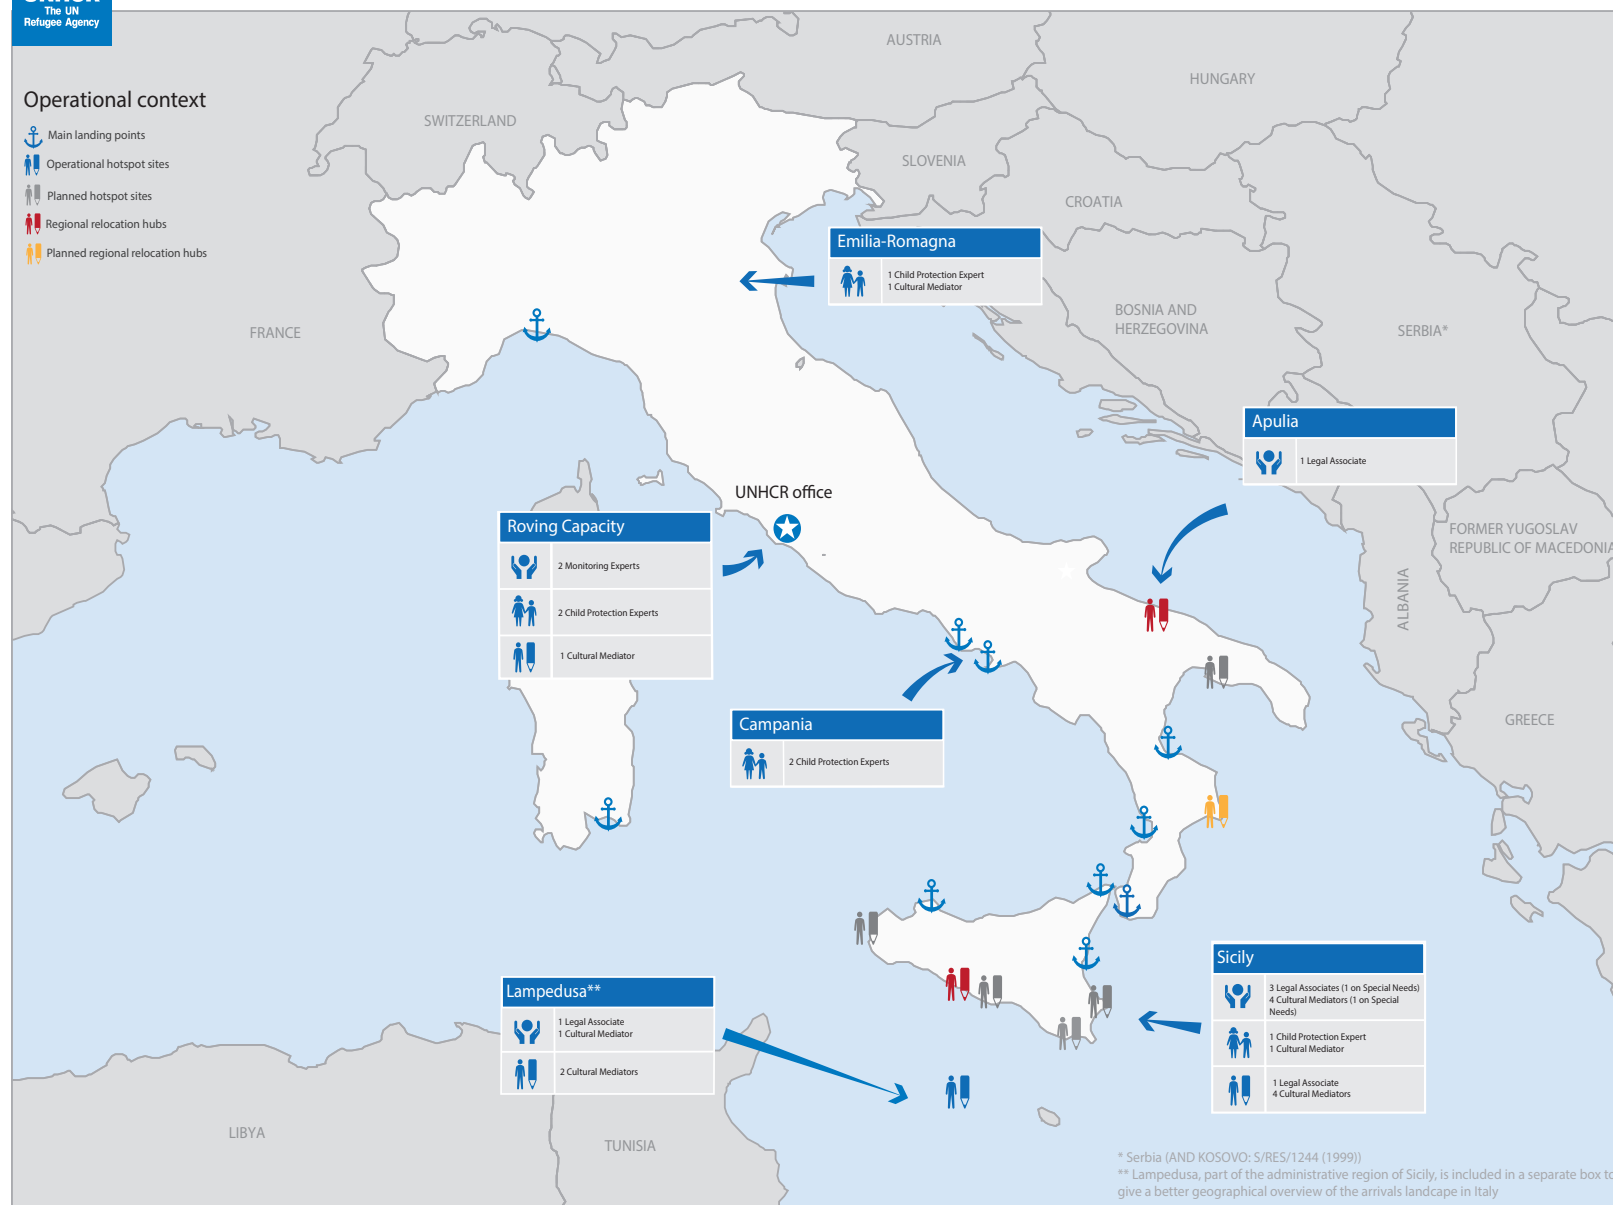 The UN
Refugee Agency
Operational context
Main landing points
Operational hotspot sites
Planned hotspot sites
Regional relocation hubs
Planned regional relocation hubs
AUSTRIA
HUNGARY
SWITZERLAND
SLOVENIA
CROATIA
FRANCE
BOSNIA AND
HERZEGOVINA
SERBIA*
Emilia-Romagna
1 Child Protection Expert
1 Cultural Mediator
Apulia
1 Legal Associate
UNHCR office
Roving Capacity
2 Monitoring Experts
2 Child Protection Experts
1 Cultural Mediator
FORMER YUGOSLAV
REPUBLIC OF MACEDONIA
ALBANIA
GREECE
Campania
2 Child Protection Experts
Lampedusa**
1 Legal Associate
1 Cultural Mediator
2 Cultural Mediators
Sicily
3 Legal Associates (1 on Special Needs)
4 Cultural Mediators (1 on Special
Needs)
1 Child Protection Expert
1 Cultural Mediator
1 Legal Associate
4 Cultural Mediators
LIBYA
TUNISIA
* Serbia (AND KOSOVO: S/RES/1244 (1999))
** Lampedusa, part of the administrative region of Sicily, is included in a separate box to
give a better geographical overview of the arrivals landcape in Italy